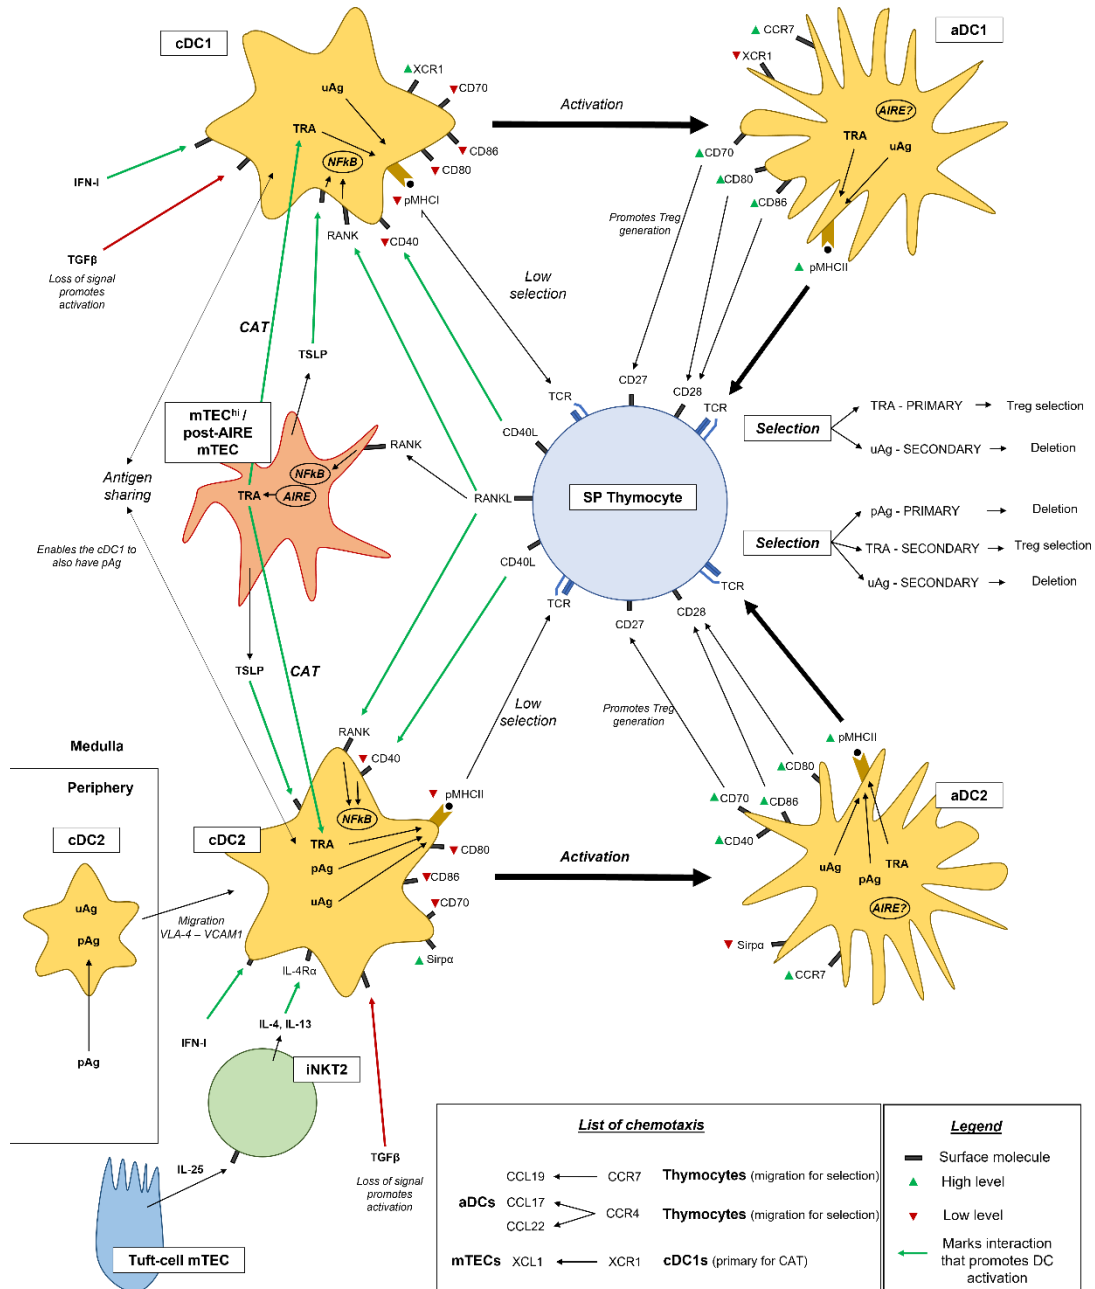 cDC1
aDC1
CCR7
XCR1
XCR1
CD70
uAg
Activation
AIRE?
TRA
TRA
uAg
CD86
NFkB
CD80
CD70
CD80
CD86
IFN-I
pMHCI
Promotes Treg
generation
RANK
CD40
TGFβ
Loss of signal
promotes
activation
pMHCII
Low
selection
CAT
TSLP
CD27
CD28
TCR
TCR
mTEChi /
post-AIRE
mTEC
CD40L
RANK
NFkB
TRA
AIRE
RANKL
SP Thymocyte
Selection
TRA - PRIMARY
Treg selection
uAg - SECONDARY
Deletion
Antigen
sharing
Selection
pAg - PRIMARY
Deletion
TRA - SECONDARY
Treg selection
uAg - SECONDARY
Deletion
Enables the cDC1 to
also have pAg
CD40L
TCR
TCR
CD27
CD28
TSLP
CAT
Low
selection
Promotes Treg
generation
Medulla
RANK
CD40
pMHCII
Periphery
pMHCII
CD80
aDC2
cDC2
cDC2
NFkB
TRA
pAg
uAg
CD80
CD86
CD70
Sirpα
Activation
CD70
CD86
CD40
uAg
pAg
TRA
AIRE?
Sirpα
CCR7
uAg
pAg
pAg
Migration
VLA-4 – VCAM1
IL-4Rα
IFN-I
IL-4, IL-13
iNKT2
IL-25
TGFβ
Loss of signal
promotes
activation
Tuft-cell mTEC
List of chemotaxis
CCL19
CCR7
Thymocytes (migration for selection)
aDCs
CCL17
CCR4
Thymocytes (migration for selection)
CCL22
mTECs
XCL1
XCR1
cDC1s (primary for CAT)
Legend
Surface molecule
High level
Low level
Marks interaction
that promotes DC
activation